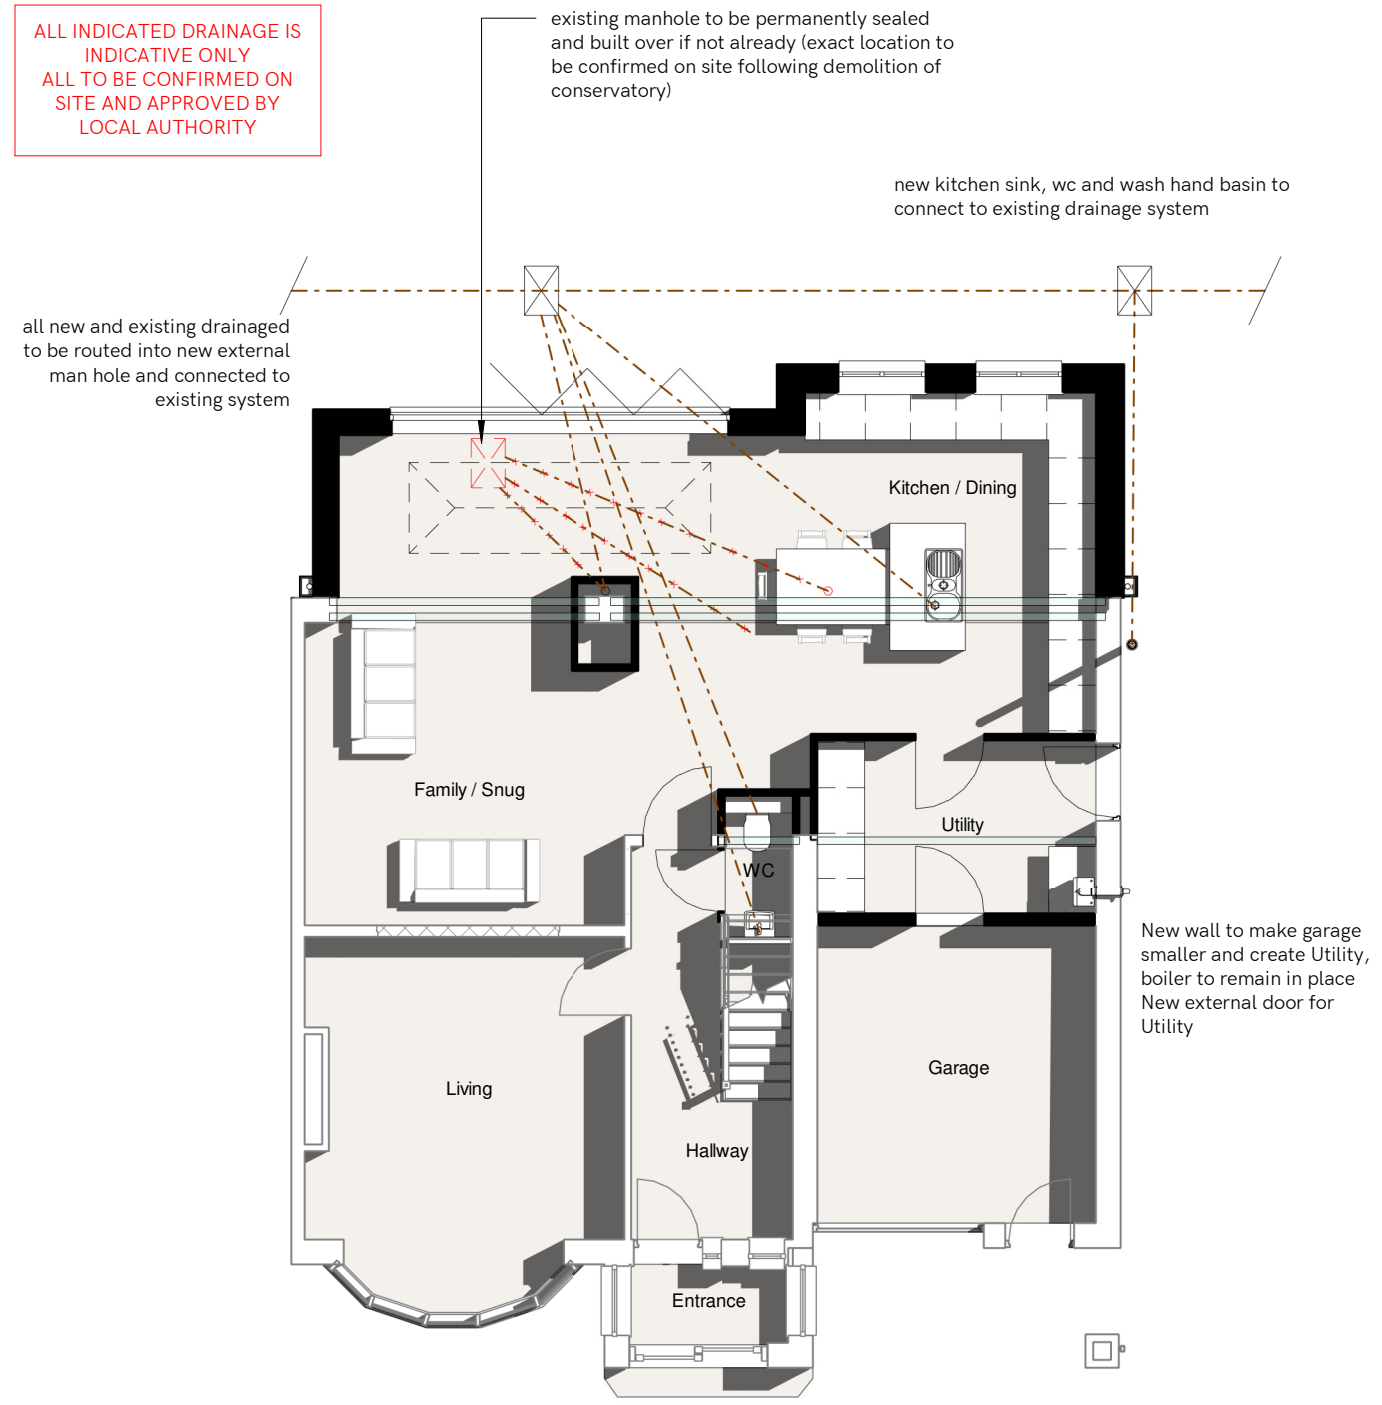 ALL INDICATED DRAINAGE IS
INDICATIVE ONLY
ALL TO BE CONFIRMED ON
SITE AND APPROVED BY
LOCAL AUTHORITY
existing manhole to be permanently sealed
and built over if not already (exact location to
be confirmed on site following demolition of
conservatory)
new kitchen sink, wc and wash hand basin to
connect to existing drainage system
all new and existing drainaged
to be routed into new external
man hole and connected to
existing system
Kitchen / Dining
Family / Snug
Utility
WC
New wall to make garage
smaller and create Utility,
boiler to remain in place
New external door for
Utility
Garage
Living
Hallway
Entrance